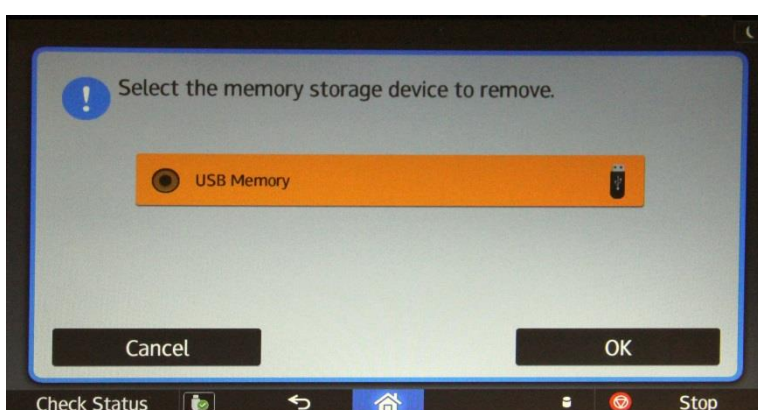 Select the memory storage device to remove.
USB Memory
Cancel
OK
Check Status
Stop